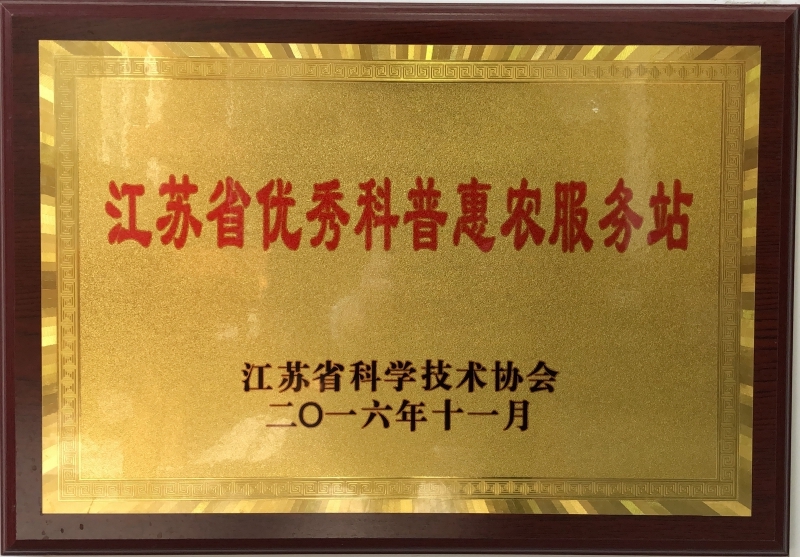 江苏省优秀科普惠农服务站
江苏省科学技术协会
二〇一六年十一月